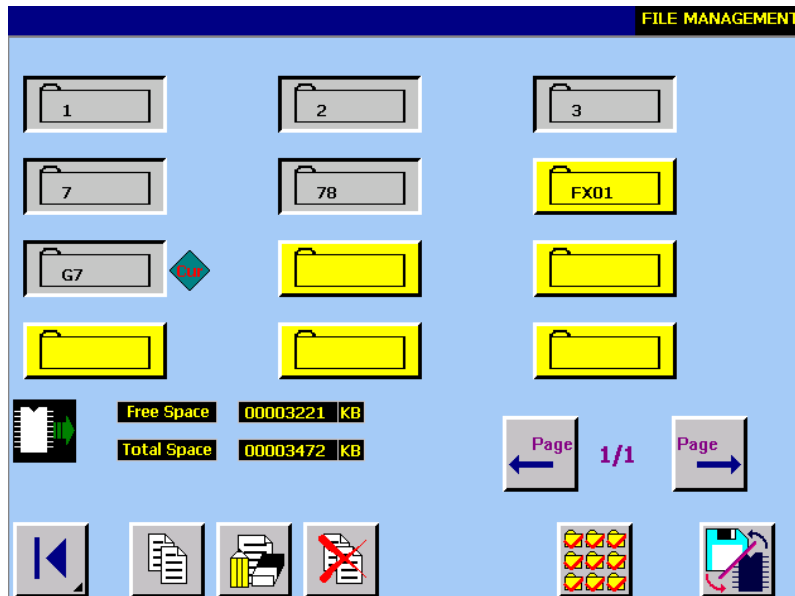 FILE MANAGEMENT
1
2
3
7
78
FX01
G7
Cur
Free Space 00003221 KB
Total Space 00003472 KB
Page
1/1
Page